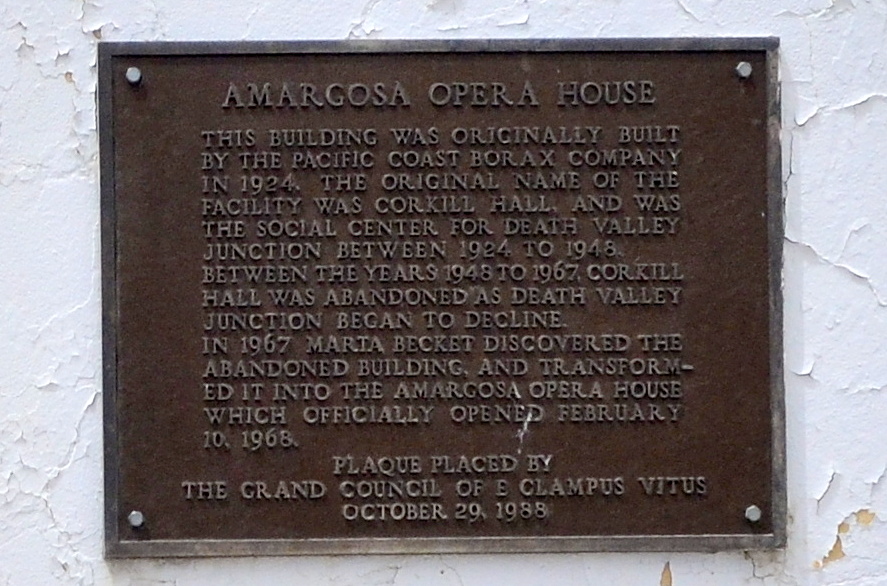 AMARGOSA OPERA HOUSE
THIS BUILDING WAS ORIGINALLY BUILT
BY THE PACIFIC COAST BORAX COMPANY
IN 1924. THE ORIGINAL NAME OF THE
FACILITY WAS CORKILL HALL, AND WAS
THE SOCIAL CENTER FOR DEATH VALLEY
JUNCTION BETWEEN 1924 TO 1948.
BETWEEN THE YEARS 1948 TO 1967, CORKILL
HALL WAS ABANDONED AS DEATH VALLEY
JUNCTION BEGAN TO DECLINE.
IN 1967 MARTA BECKET DISCOVERED THE
ABANDONED BUILDING, AND TRANSFORM-
ED IT INTO THE AMARGOSA OPERA HOUSE
WHICH OFFICIALLY OPENED FEBRUARY
10, 1968.
PLAQUE PLACED BY
THE GRAND COUNCIL OF E CLAMPUS VITUS
OCTOBER 29, 1988